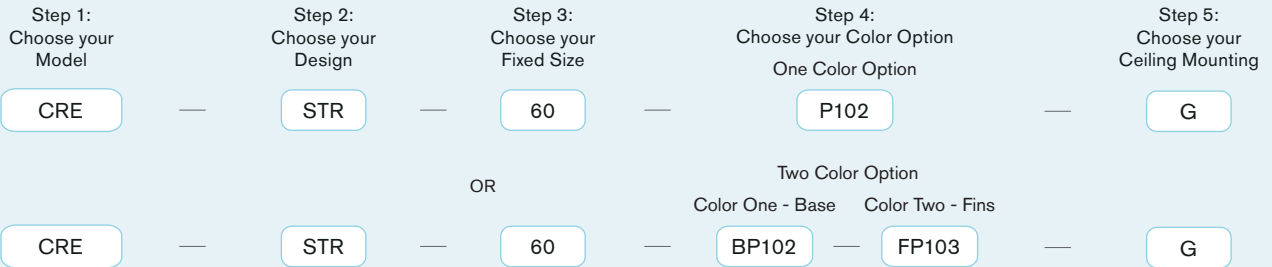 Step 1:
Choose your
Model
Step 2:
Choose your
Design
Step 3:
Choose your
Fixed Size
Step 4:
Choose your Color Option
One Color Option
Step 5:
Choose your
Ceiling Mounting
CRE — STR — 60 — P102 — G
OR
Two Color Option
Color One - Base Color Two - Fins
CRE — STR — 60 — BP102 — FP103 — G